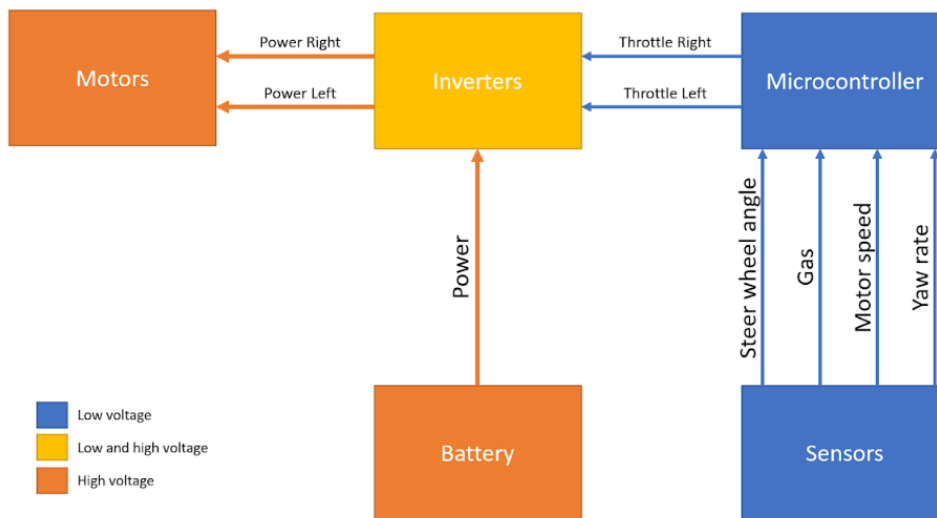 Motors
Power Right
Power Left
Inverters
Throttle Right
Throttle Left
Microcontroller
Power
Steer wheel angle
Gas
Motor speed
Yaw rate
Low voltage
Low and high voltage
High voltage
Battery
Sensors